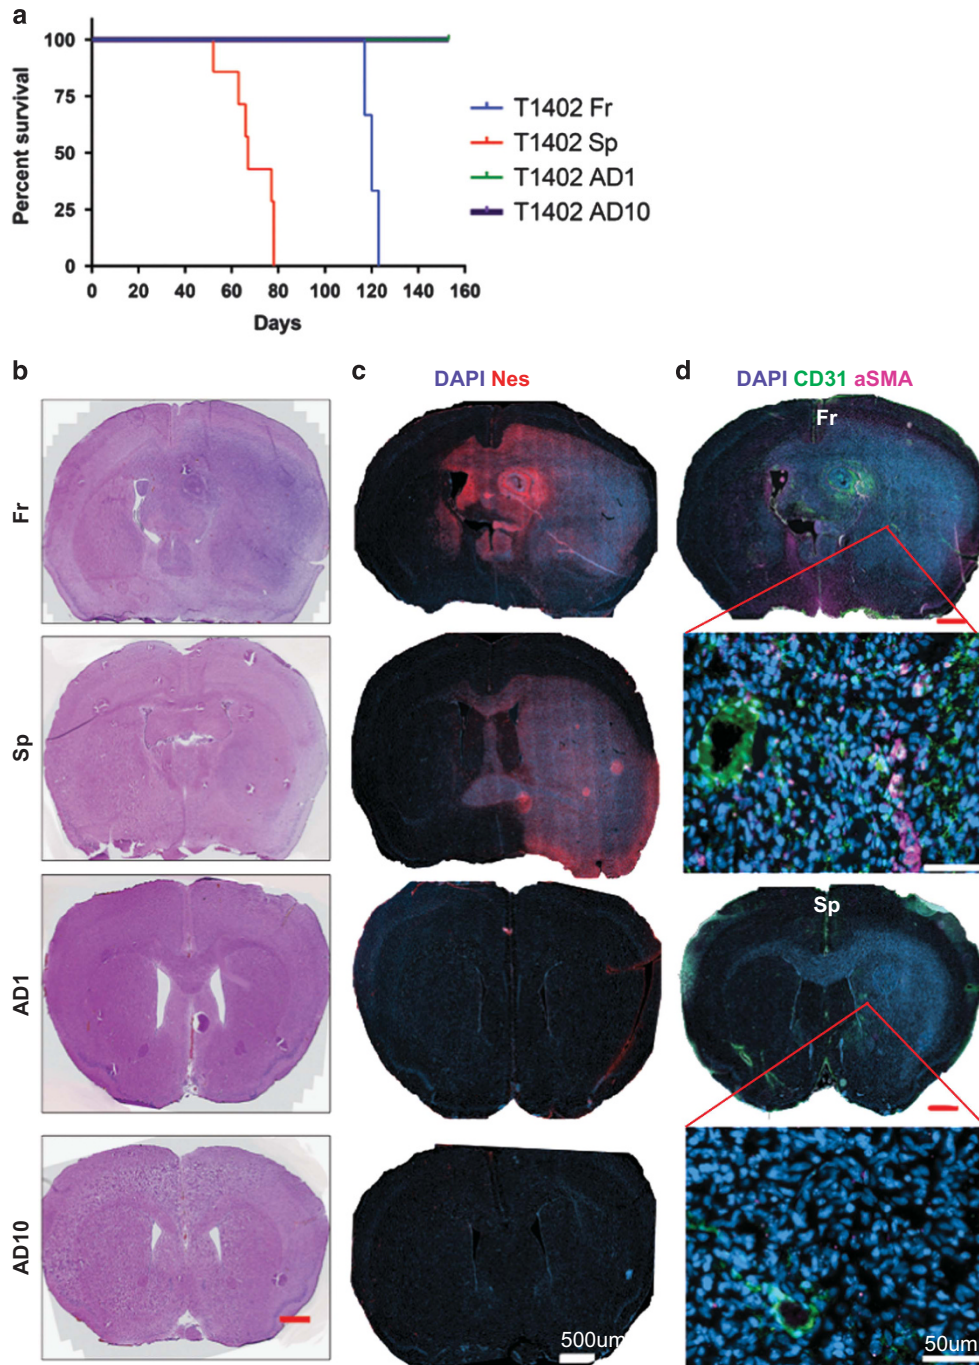 a
100
75
50
25
0
Percent survival
0 20 40 60 80 100 120 140 160
Days
T1402 Fr
T1402 Sp
T1402 AD1
T1402 AD10
b
c
DAPI Nes
d
DAPI CD31 aSMA
Fr
Fr
Sp
Sp
AD1
AD10
500um
50um